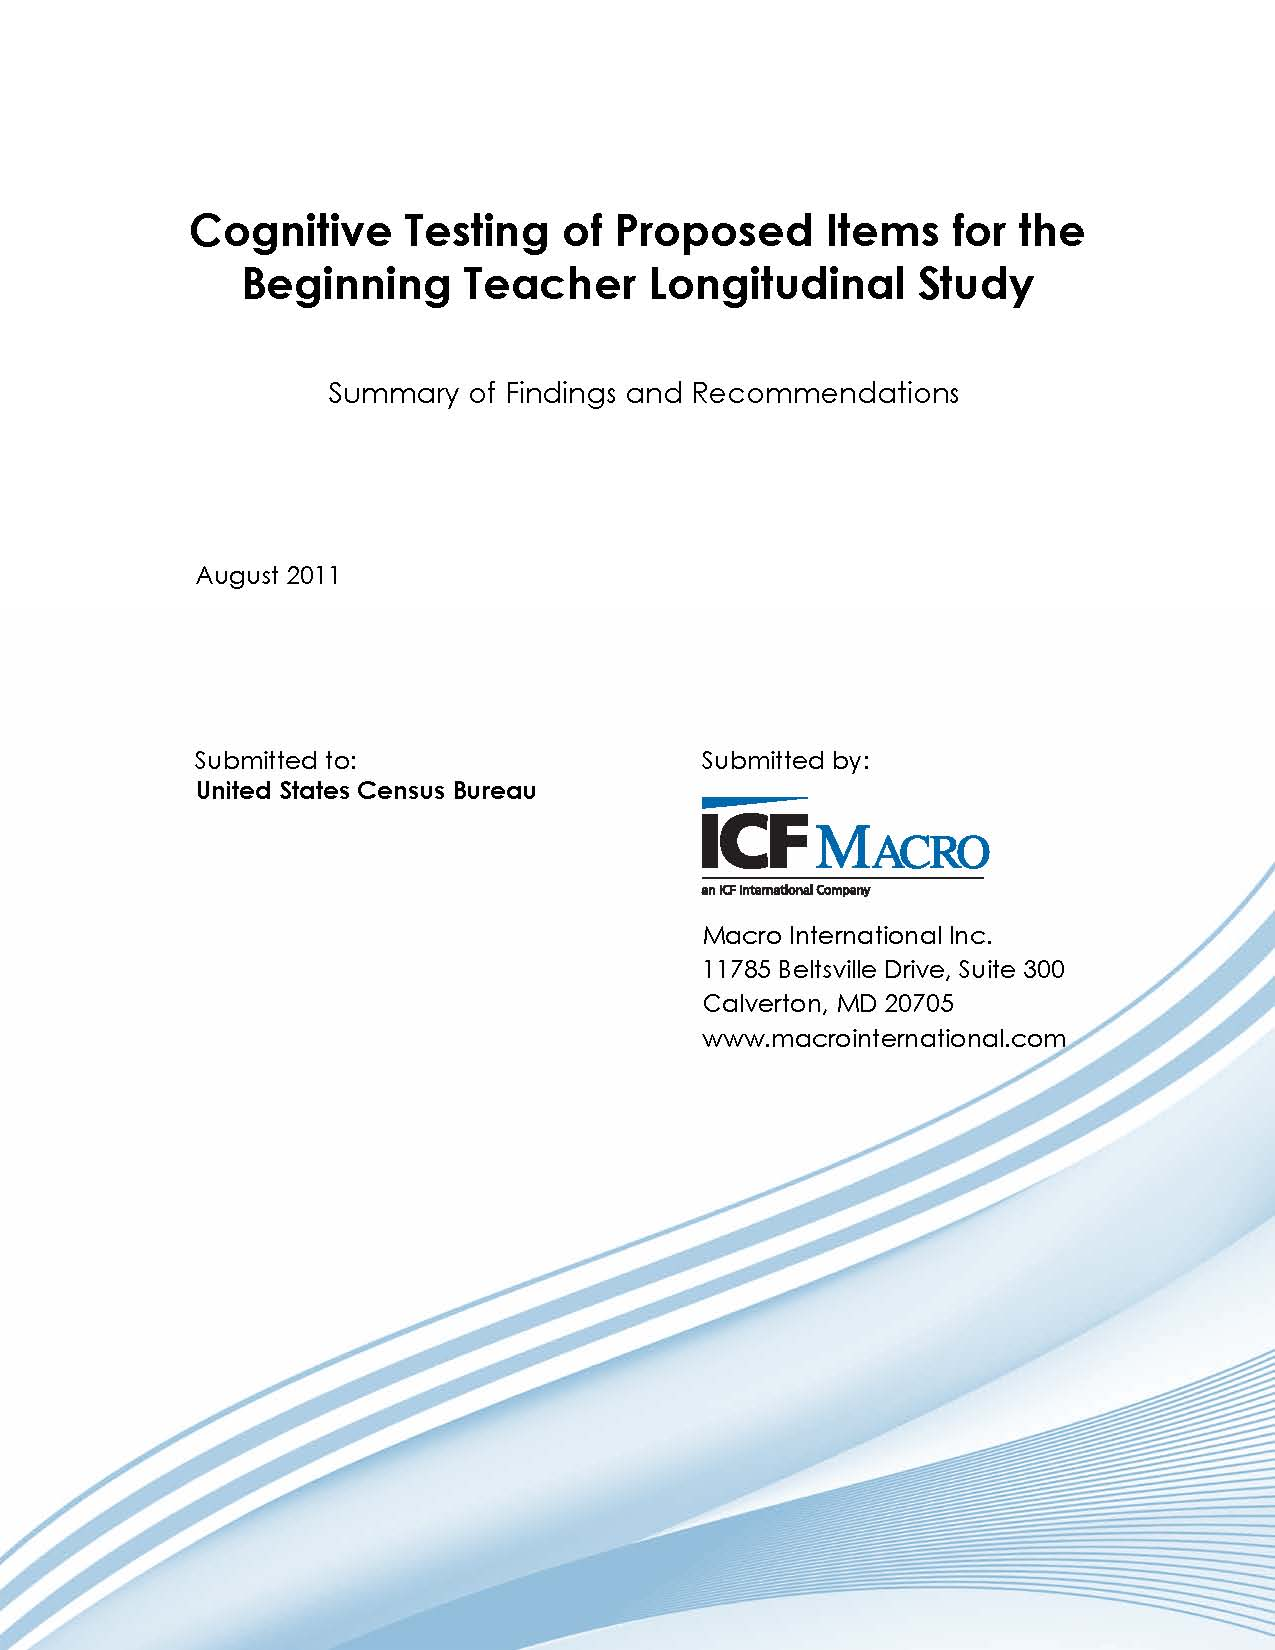 Cognitive Testing of Proposed Items for the
Beginning Teacher Longitudinal Study
Summary of Findings and Recommendations
August 2011
Submitted to:
United States Census Bureau
Submitted by:
ICF MACRO
an ICF International Company
Macro International Inc.
11785 Beltsville Drive, Suite 300
Calverton, MD 20705
www.macrointernational.com